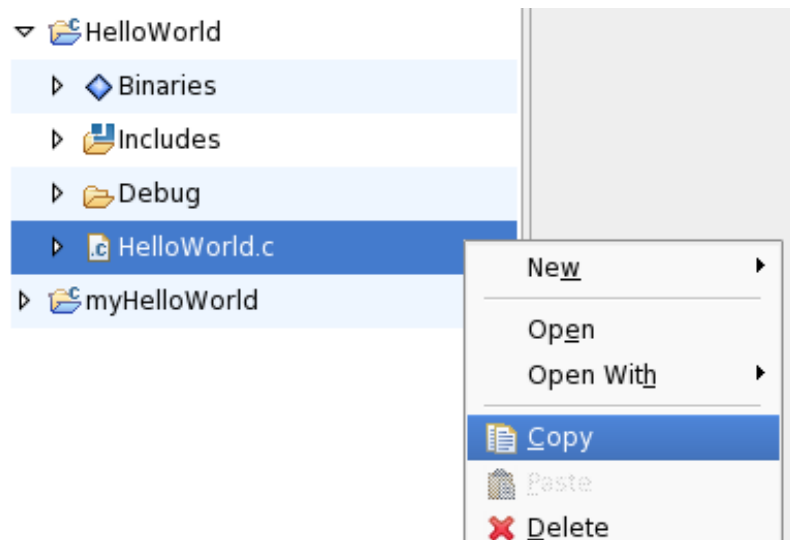 HelloWorld
Binaries
Includes
Debug
HelloWorld.c
myHelloWorld
New
Open
Open With
Copy
Paste
Delete